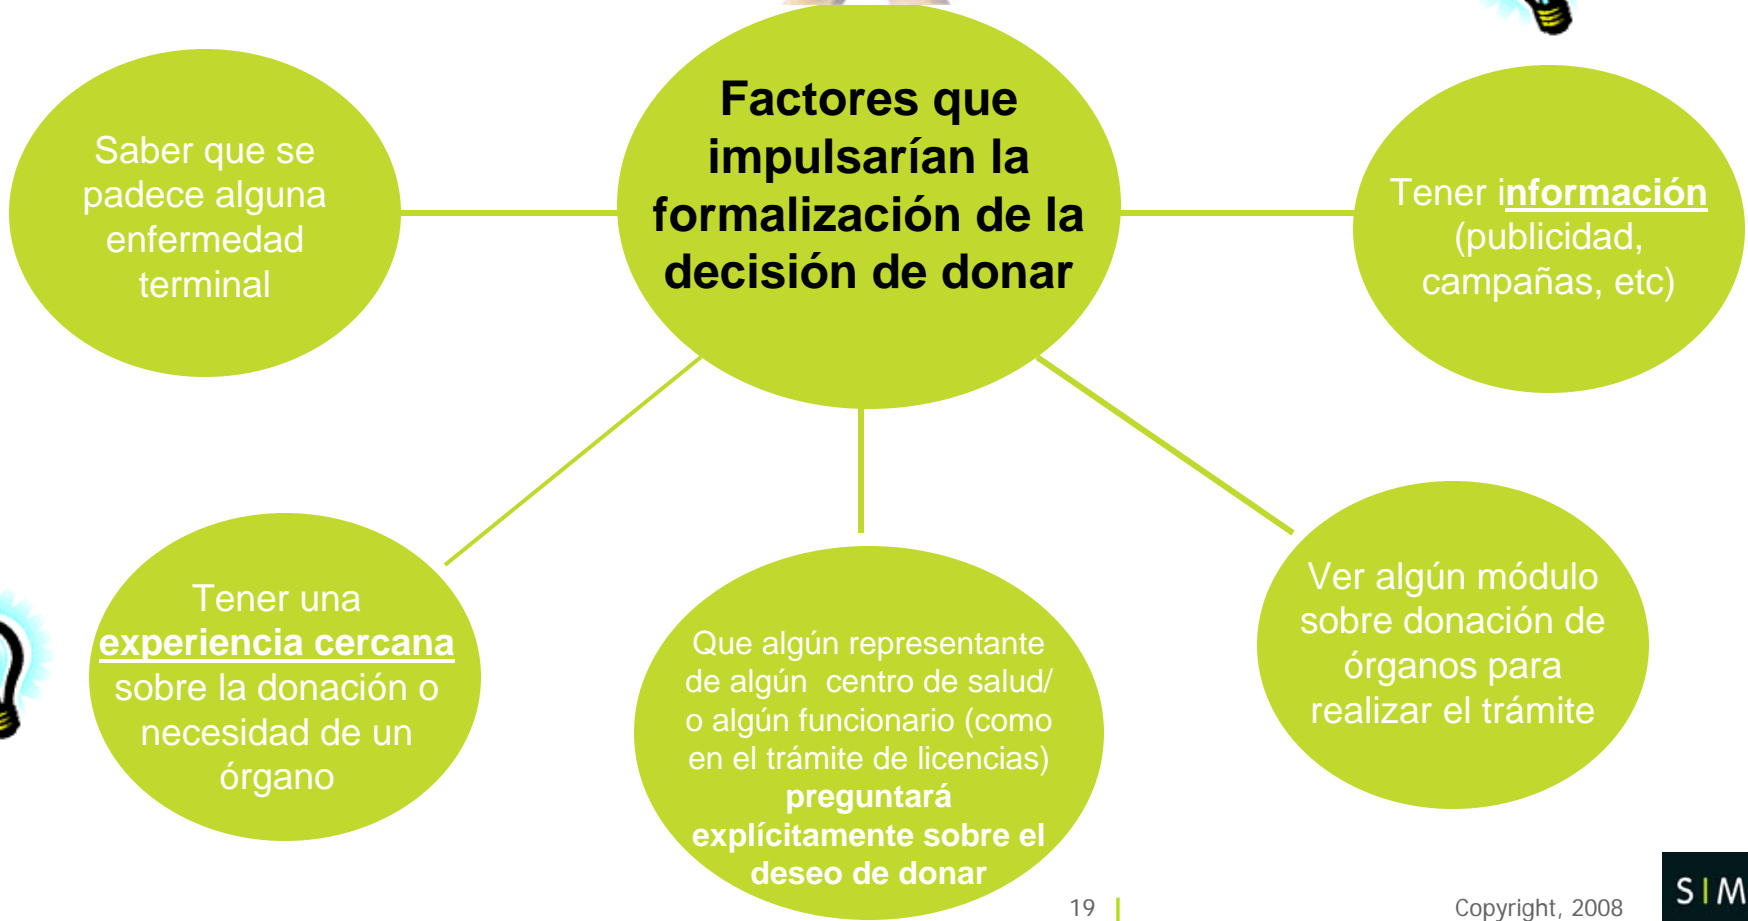 Factores que
impulsarían la
formalización de la
decisión de donar
Saber que se
padece alguna
enfermedad
terminal
Tener información
(publicidad,
campañas, etc)
Tener una
experiencia cercana
sobre la donación o
necesidad de un
órgano
Que algún representante
de algún centro de salud/
o algún funcionario (como
en el trámite de licencias)
preguntará
explícitamente sobre el
deseo de donar
Ver algún módulo
sobre donación de
órganos para
realizar el trámite
19
Copyright, 2008
SIM